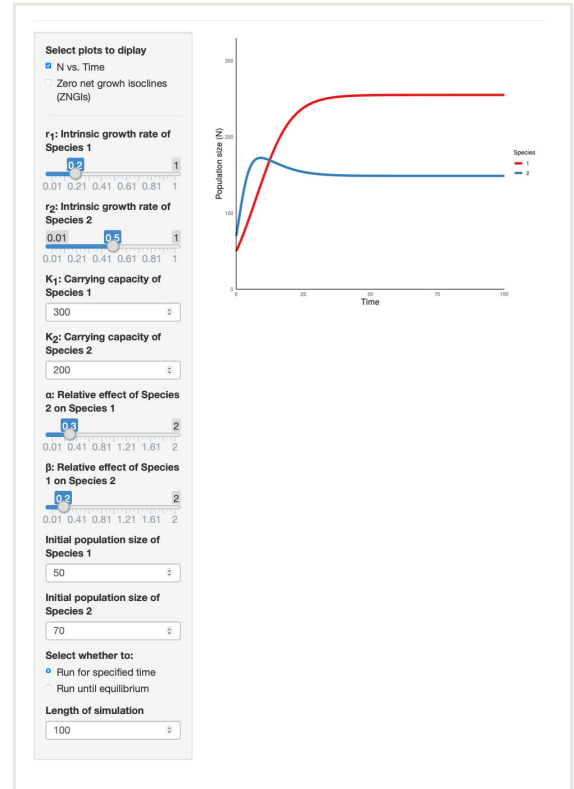 Select plots to diplay
N vs. Time
Zero net growh isoclines
(ZNGIs)
r1: Intrinsic growth rate of
Species 1
0.2 1
0.01 0.21 0.41 0.61 0.81 1
r2: Intrinsic growth rate of
Species 2
0.01 0.5 1
0.01 0.21 0.41 0.61 0.81 1
K1: Carrying capacity of
Species 1
300
K2: Carrying capacity of
Species 2
200
α: Relative effect of Species
2 on Species 1
0.3 2
0.01 0.41 0.81 1.21 1.61 2
β: Relative effect of Species
1 on Species 2
0.2 2
0.01 0.41 0.81 1.21 1.61 2
Initial population size of
Species 1
50
Initial population size of
Species 2
70
Select whether to:
Run for specified time
Run until equilibrium
Length of simulation
100
Population size (N)
300
200
100
0
0 25 50 75 100
Time
Species
1
2